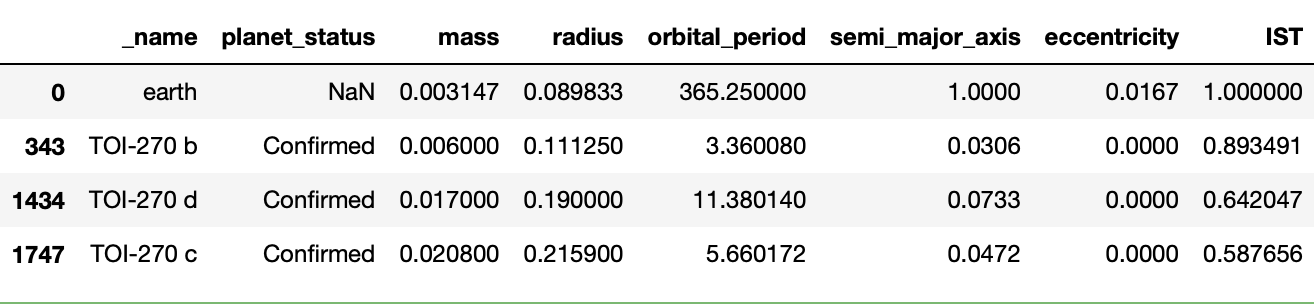 _name planet_status mass radius orbital_period semi_major_axis eccentricity IST
0 earth NaN 0.003147 0.089833 365.250000 1.0000 0.0167 1.000000
343 TOI-270 b Confirmed 0.006000 0.111250 3.360080 0.0306 0.0000 0.893491
1434 TOI-270 d Confirmed 0.017000 0.190000 11.380140 0.0733 0.0000 0.642047
1747 TOI-270 c Confirmed 0.020800 0.215900 5.660172 0.0472 0.0000 0.587656